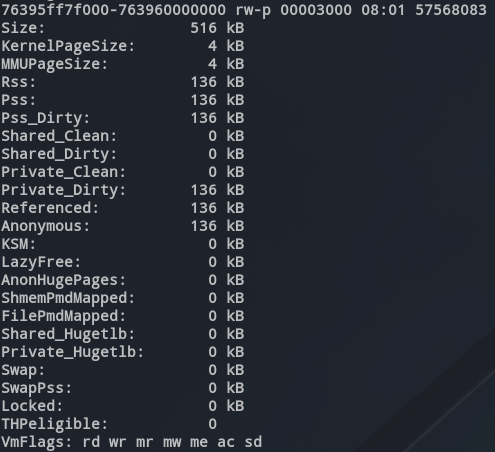 76395ff7f000-763960000000 rw-p 00003000 08:01 57568083
Size:                516 kB
KernelPageSize:        4 kB
MMUPageSize:           4 kB
Rss:                 136 kB
Pss:                 136 kB
Pss_Dirty:           136 kB
Shared_Clean:          0 kB
Shared_Dirty:          0 kB
Private_Clean:         0 kB
Private_Dirty:       136 kB
Referenced:          136 kB
Anonymous:           136 kB
KSM:                   0 kB
LazyFree:              0 kB
AnonHugePages:         0 kB
ShmemPmdMapped:        0 kB
FilePmdMapped:         0 kB
Shared_Hugetlb:        0 kB
Private_Hugetlb:       0 kB
Swap:                  0 kB
SwapPss:               0 kB
Locked:                0 kB
THPeligible:           0
VmFlags: rd wr mr mw me ac sd